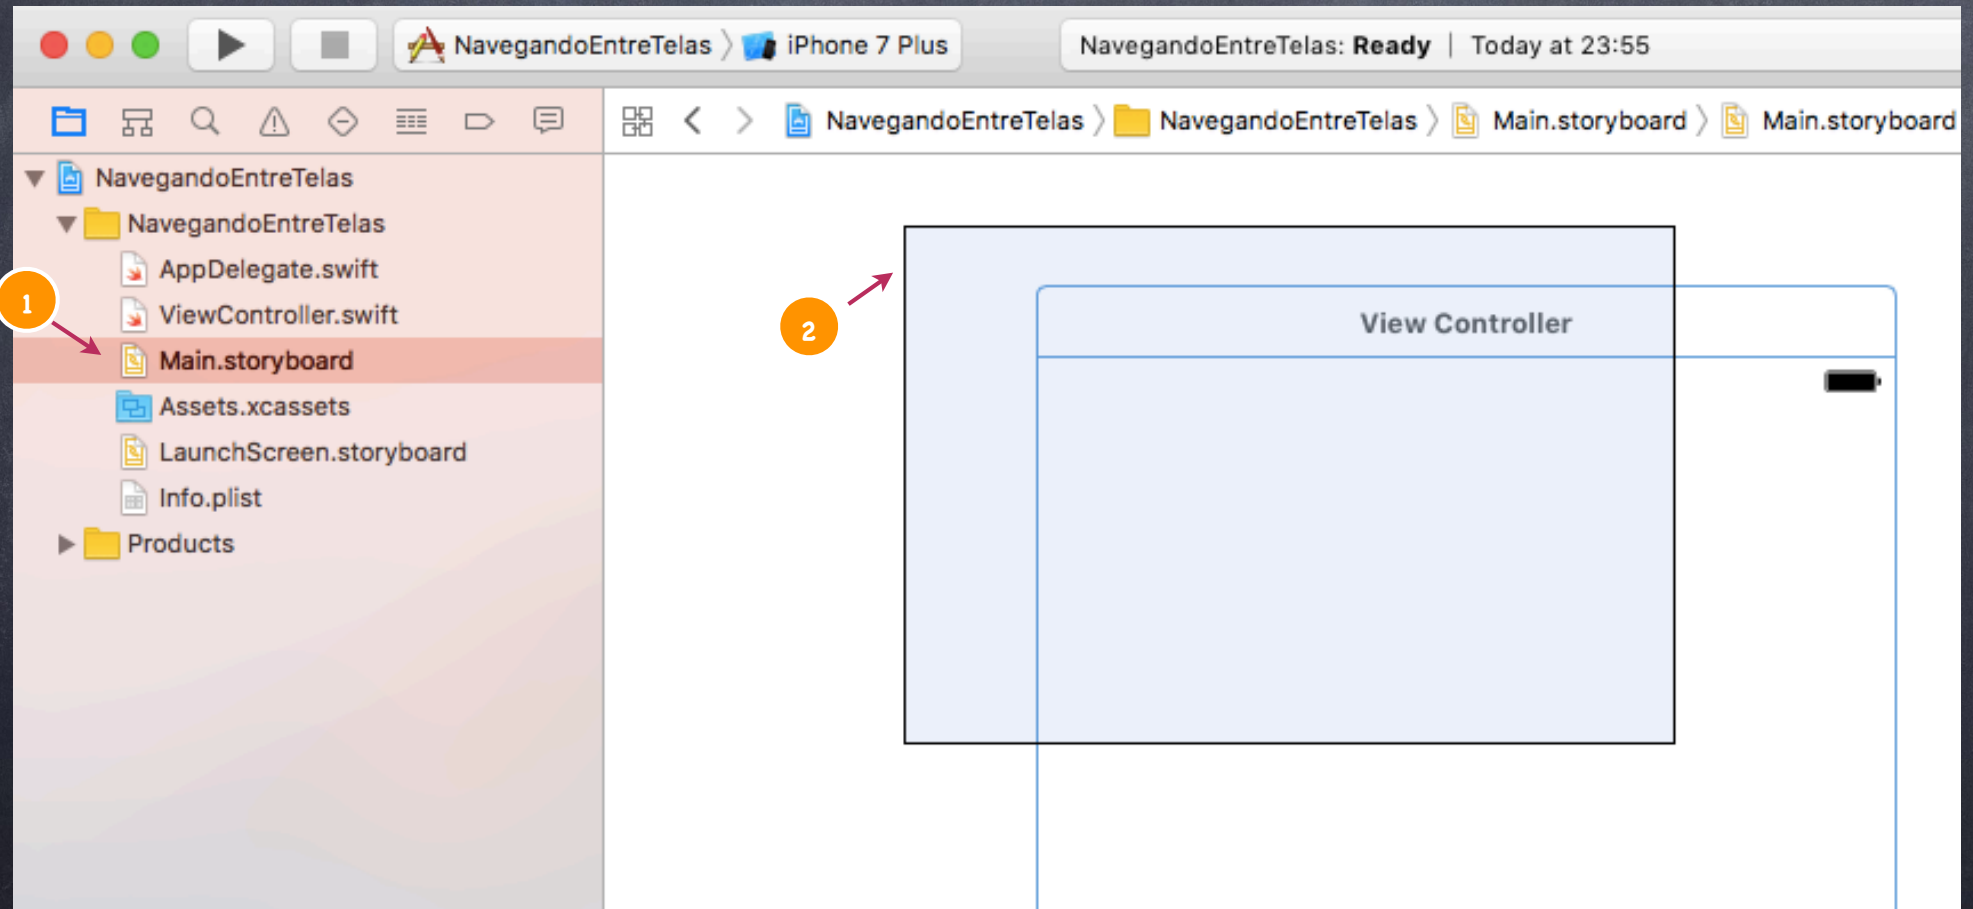 NavegandoEntreTelas iPhone 7 Plus NavegandoEntreTelas: Ready | Today at 23:55
NavegandoEntreTelas NavegandoEntreTelas Main.storyboard Main.storyboard
NavegandoEntreTelas
NavegandoEntreTelas
AppDelegate.swift
ViewController.swift
1
Main.storyboard
Assets.xcassets
LaunchScreen.storyboard
Info.plist
Products
2
View Controller